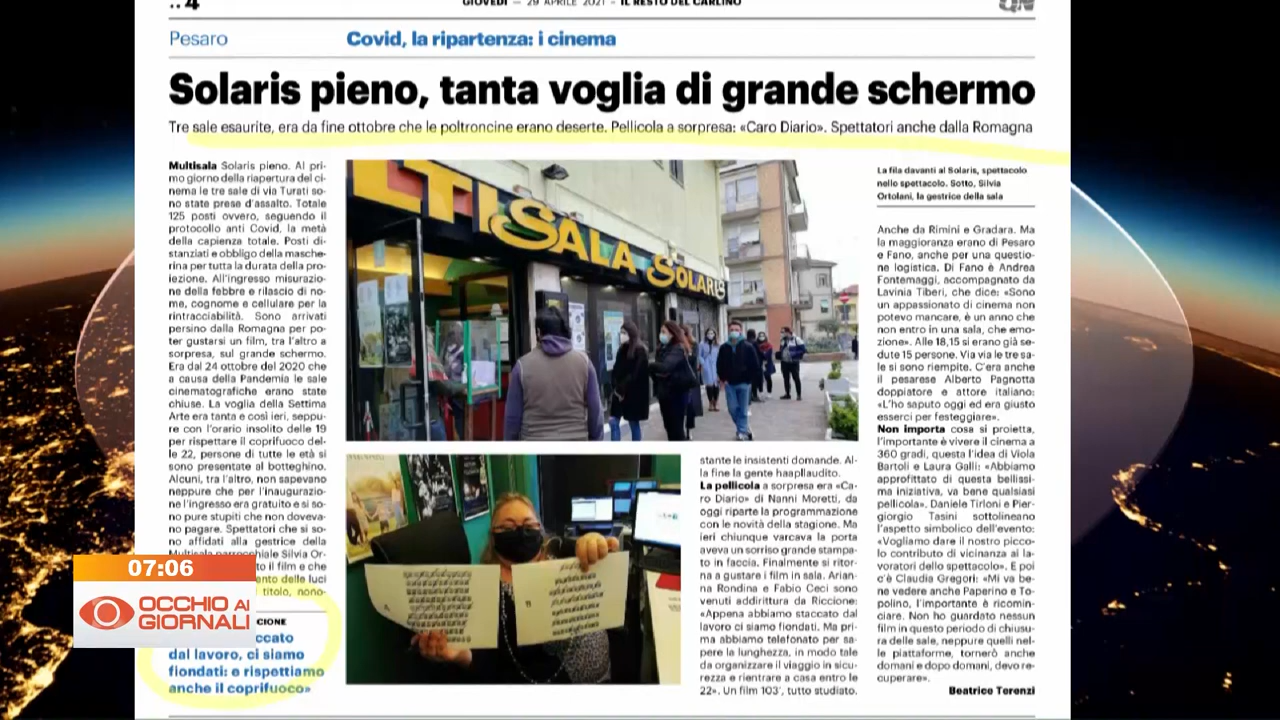 4
GIOVEDÌ — 29 APRILE 2021 – IL RESTO DEL CARLINO
QN
Pesaro
Covid, la ripartenza: i cinema
Solaris pieno, tanta voglia di grande schermo
Tre sale esaurite, era da fine ottobre che le poltroncine erano deserte. Pellicola a sorpresa: «Caro Diario». Spettatori anche dalla Romagna
Multisala Solaris pieno. Al pri-
mo giorno della riapertura del ci-
nema le tre sale di via Turati so-
no state prese d'assalto. Totale
125 posti ovvero, seguendo il
protocollo anti Covid, la metà
della capienza totale. Posti di-
stanziati e obbligo della masche-
rina per tutta la durata della pro-
iezione. All'ingresso misurazio-
ne della febbre e rilascio di no-
me, cognome e cellulare per la
rintracciabilità. Sono arrivati
persino dalla Romagna per po-
ter gustarsi un film, tra l'altro a
sorpresa, sul grande schermo.
Era dal 24 ottobre del 2020 che
a causa della Pandemia le sale
cinematografiche erano state
chiuse. La voglia della Settima
Arte era tanta e così ieri, seppu-
re con l'orario insolito delle 19
per rispettare il coprifuoco del-
le 22, persone di tutte le età si
sono presentate al botteghino.
Alcuni, tra l'altro, non sapevano
neppure che per l'inaugurazio-
ne l'ingresso era gratuito e si so-
no pure stupiti che non doveva-
no pagare. Spettatori che si so-
no affidati alla gestrice della
Multisala parrocchiale Silvia Or-
to il film e che
ento delle luci
titolo, nono-
CIONE
ccato
dal lavoro, ci siamo
fiondati: e rispettiamo
anche il coprifuoco»
MULTISALA SOLARIS
A
B
stante le insistenti domande. Al-
la fine la gente haapllaudito.
La pellicola a sorpresa era «Ca-
ro Diario» di Nanni Moretti, da
oggi riparte la programmazione
con le novità della stagione. Ma
ieri chiunque varcava la porta
aveva un sorriso grande stampa-
to in faccia. Finalmente si ritor-
na a gustare i film in sala. Arian-
na Rondina e Fabio Ceci sono
venuti addirittura da Riccione:
«Appena abbiamo staccato dal
lavoro ci siamo fiondati. Ma pri-
ma abbiamo telefonato per sa-
pere la lunghezza, in modo tale
da organizzare il viaggio in sicu-
rezza e rientrare a casa entro le
22». Un film 103', tutto studiato.
La fila davanti al Solaris, spettacolo
nello spettacolo. Sotto, Silvia
Ortolani, la gestrice della sala
Anche da Rimini e Gradara. Ma
la maggioranza erano di Pesaro
e Fano, anche per una questio-
ne logistica. Di Fano è Andrea
Fontemaggi, accompagnato da
Lavinia Tiberi, che dice: «Sono
un appassionato di cinema non
potevo mancare, è un anno che
non entro in una sala, che emo-
zione». Alle 18,15 si erano già se-
dute 15 persone. Via via le tre sa-
le si sono riempite. C'era anche
il pesarese Alberto Pagnotta
doppiatore e attore italiano:
«L'ho saputo oggi ed era giusto
esserci per festeggiare».
Non importa cosa si proietta,
l'importante è vivere il cinema a
360 gradi, questa l'idea di Viola
Bartoli e Laura Galli: «Abbiamo
approfittato di questa bellissi-
ma iniziativa, va bene qualsiasi
pellicola». Daniele Tirloni e Pier-
giorgio Tasini sottolineano
l'aspetto simbolico dell'evento:
«Vogliamo dare il nostro picco-
lo contributo di vicinanza ai la-
voratori dello spettacolo». E poi
c'è Claudia Gregori: «Mi va be-
ne vedere anche Paperino e To-
polino, l'importante è ricomin-
ciare. Non ho guardato nessun
film in questo periodo di chiusu-
ra delle sale, neppure quelli nel-
le piattaforme, tornerò anche
domani e dopo domani, devo re-
cuperare».
Beatrice Terenzi
07:06
OCCHIO AI
GIORNALI